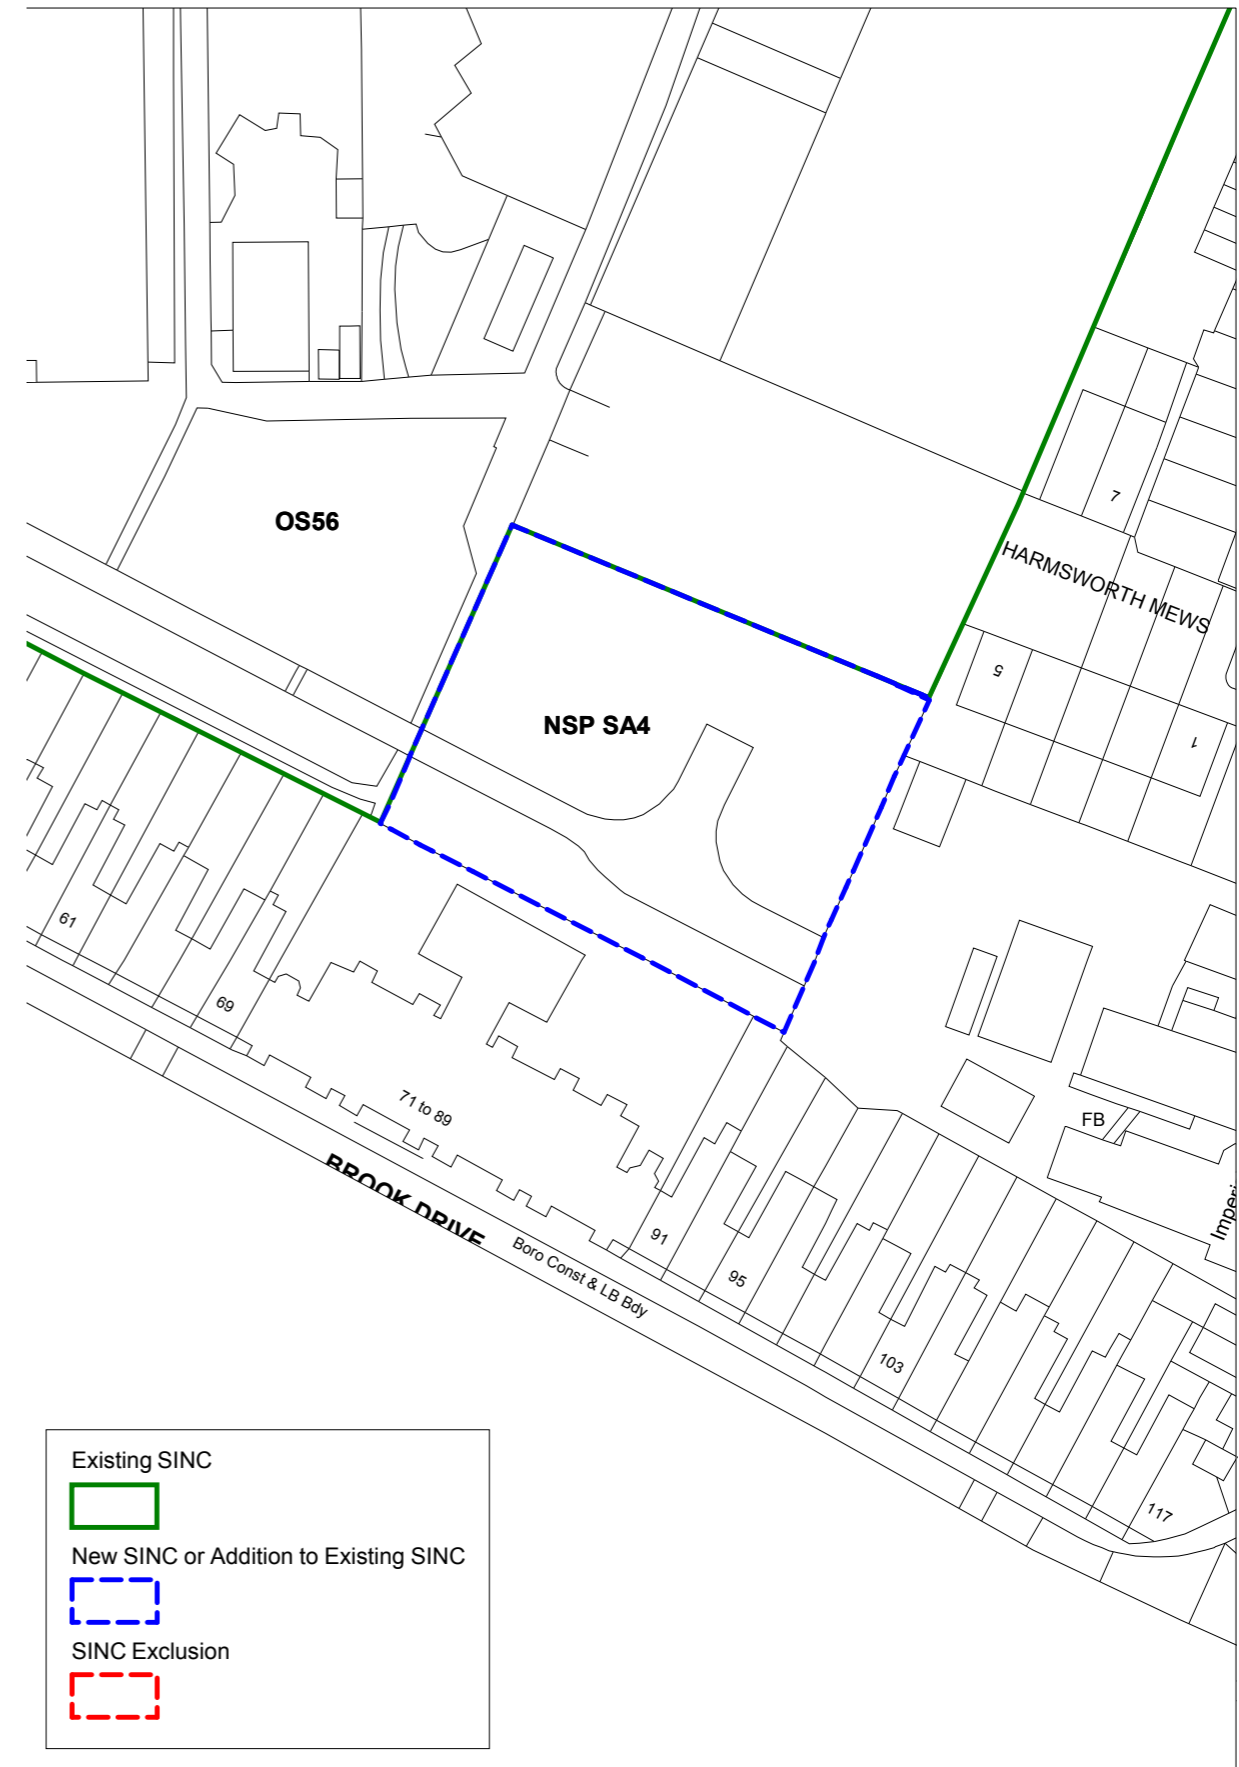 7
OS56
HARMSWORTH MEWS
5
NSP SA4
1
61
69
71 to 89
FB
BROOK DRIVE
Imperi
91
Boro Const & LB Bdy
95
103
Existing SINC
117
New SINC or Addition to Existing SINC
SINC Exclusion